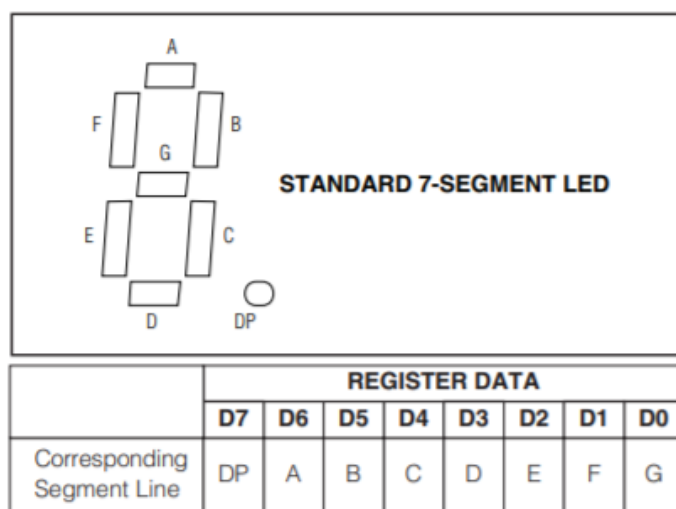 A
F B
G
STANDARD 7-SEGMENT LED
E C
D DP
REGISTER DATA
D7 D6 D5 D4 D3 D2 D1 D0
Corresponding
Segment Line
DP A B C D E F G